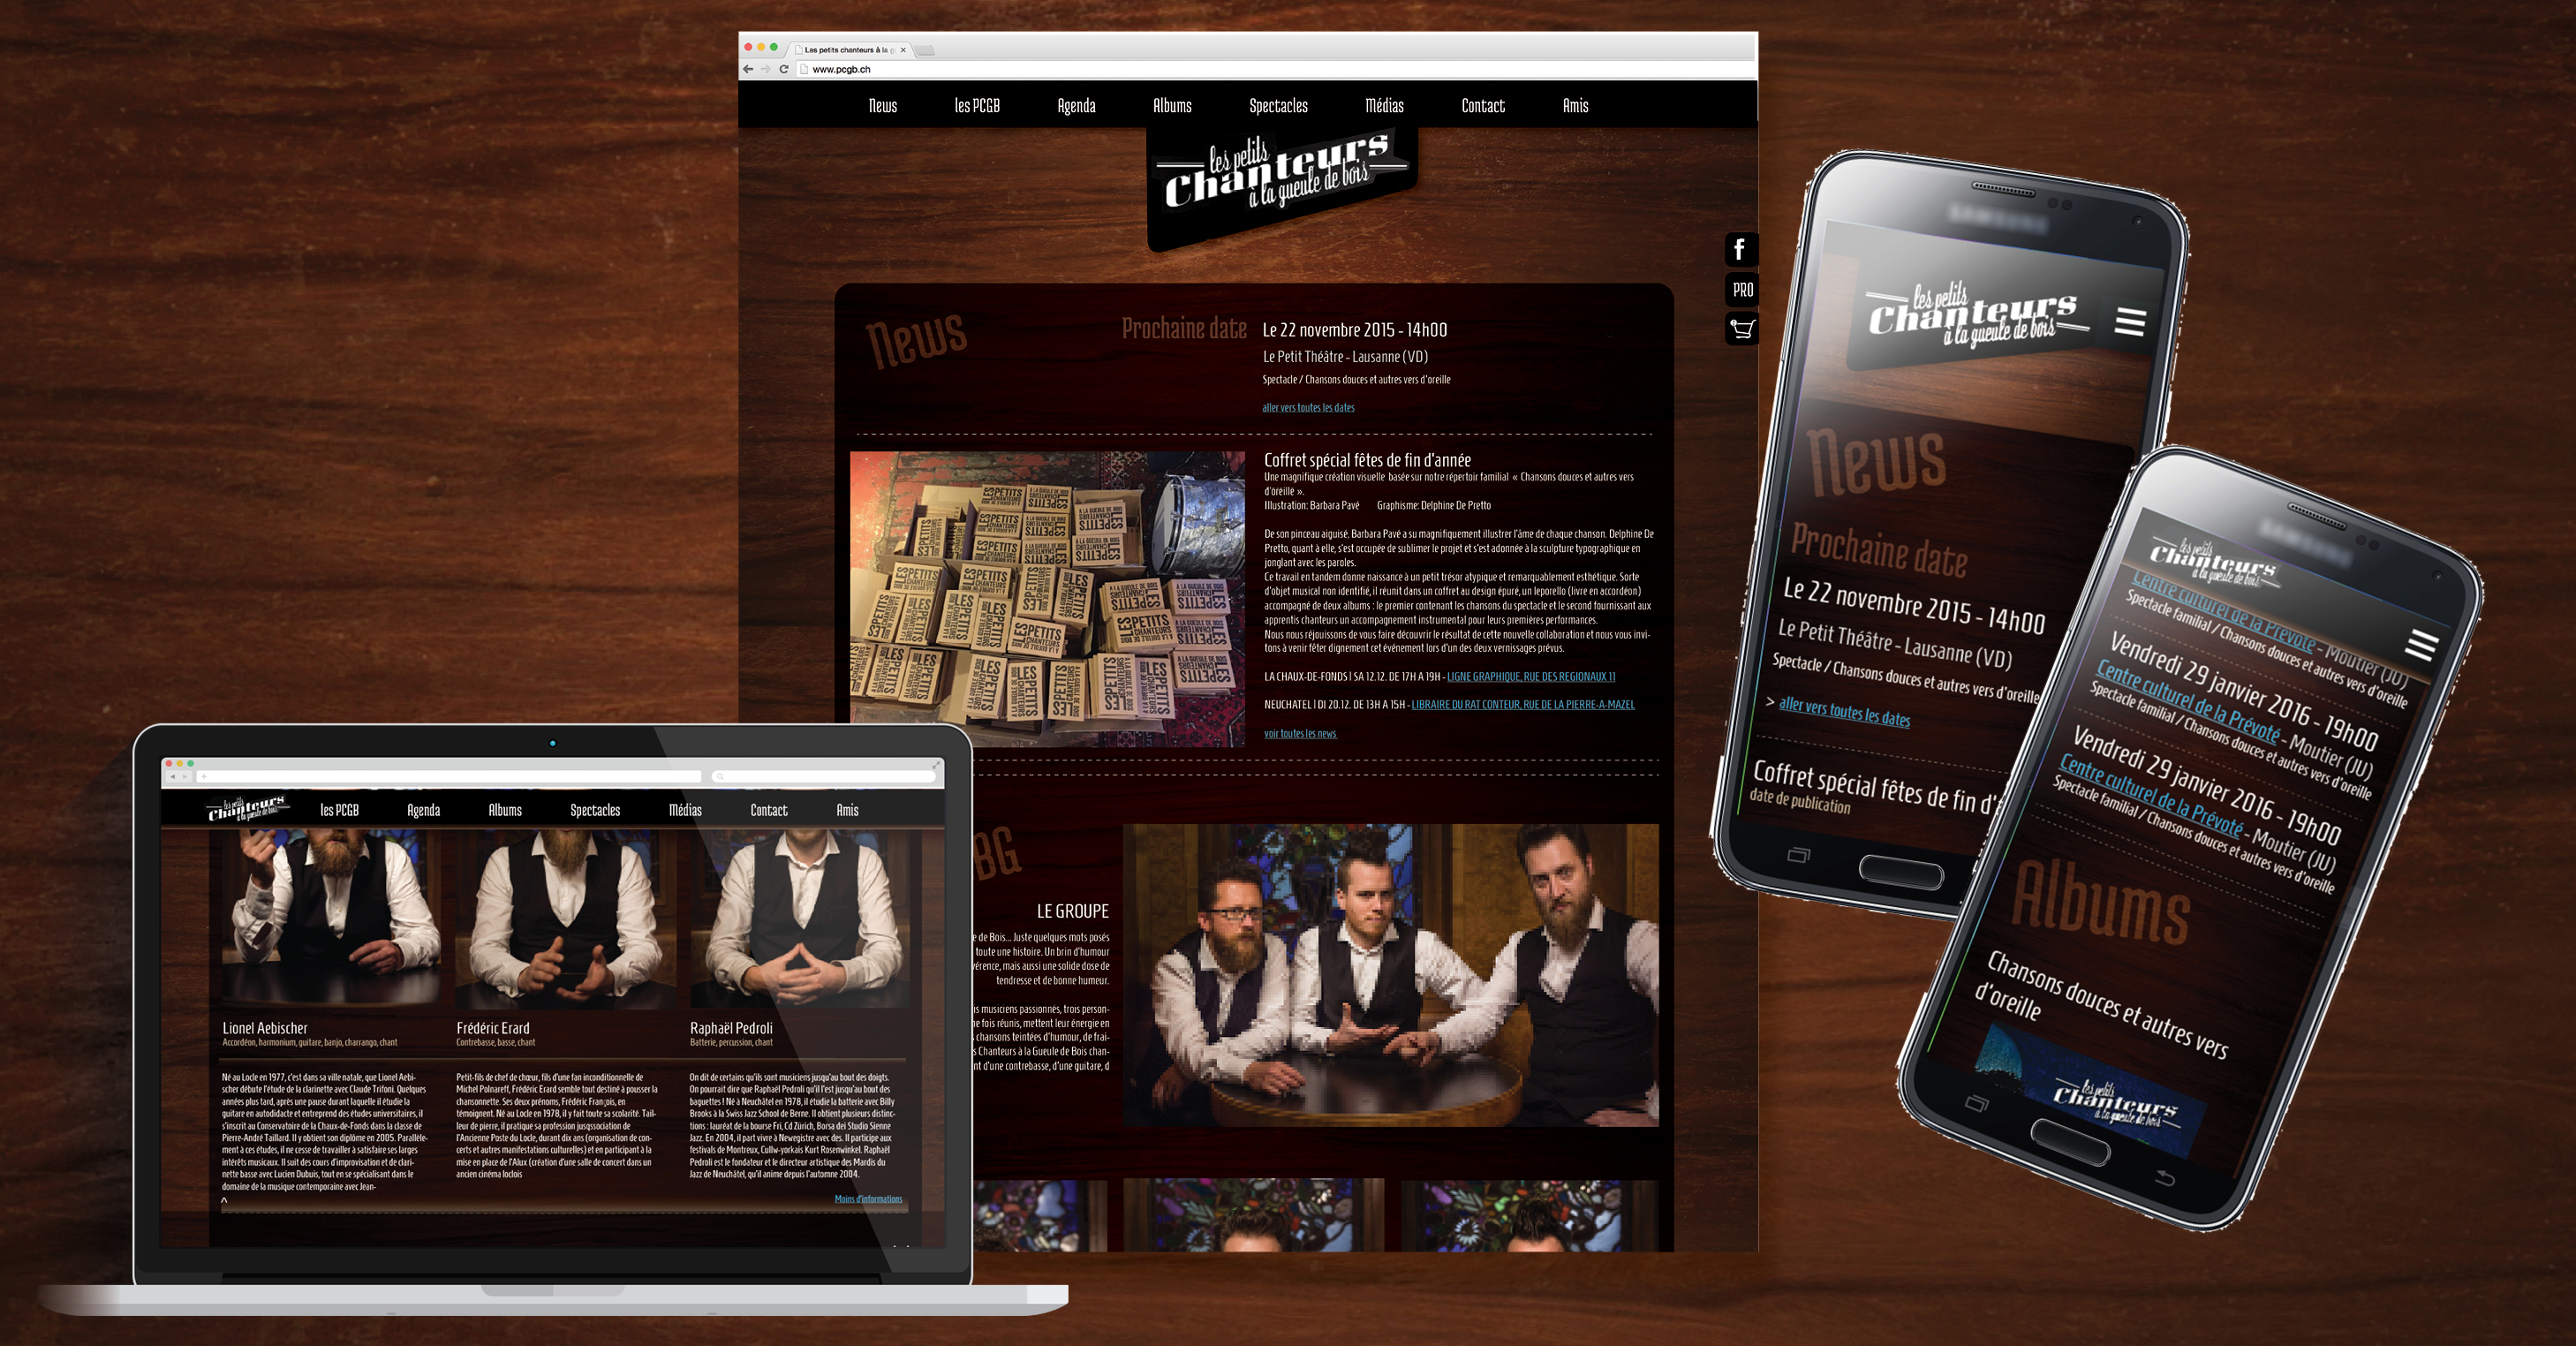 Les petits chanteurs à la g
www.pcgb.ch
News les PCGB Agenda Albums Spectacles Médias Contact Amis
les petits
Chanteurs
à la gueule de bois
PRO
News
Prochaine date
Le 22 novembre 2015 - 14h00
Le Petit Théâtre - Lausanne (VD)
Spectacle / Chansons douces et autres vers d'oreille
aller vers toutes les dates
Coffret spécial fêtes de fin d'année
Une magnifique création visuelle basée sur notre répertoir familial « Chansons douces et autres vers
d'oreille ».
Illustration: Barbara Pavé Graphisme: Delphine De Pretto
De son pinceau aiguisé, Barbara Pavé a su magnifiquement illustrer l'âme de chaque chanson. Delphine De
Pretto, quant à elle, s'est occupée de sublimer le projet et s'est adonnée à la sculpture typographique en
jonglant avec les paroles.
Ce travail en tandem donne naissance à un petit trésor atypique et remarquablement esthétique. Sorte
d'objet musical non identifié, il réunit dans un coffret au design épuré, un leporello (livre en accordéon)
accompagné de deux albums : le premier contenant les chansons du spectacle et le second fournissant aux
apprentis chanteurs un accompagnement instrumental pour leurs premières performances.
Nous nous réjouissons de vous faire découvrir le résultat de cette nouvelle collaboration et nous vous invi-
tons à venir fêter dignement cet événement lors d'un des deux vernissages prévus.
LA CHAUX-DE-FONDS | SA 12.12. DE 17H A 19H - LIGNE GRAPHIQUE, RUE DES REGIONAUX 11
NEUCHATEL | DI 20.12. DE 13H A 15H - LIBRAIRE DU RAT CONTEUR, RUE DE LA PIERRE-A-MAZEL
voir toutes les news
BG
LE GROUPE
e de Bois... Juste quelques mots posés
toute une histoire. Un brin d'humour
vérence, mais aussi une solide dose de
tendresse et de bonne humeur.
is musiciens passionnés, trois person-
ne fois réunis, mettent leur énergie en
chansons teintées d'humour, de frai-
s Chanteurs à la Gueule de Bois chan-
nt d'une contrebasse, d'une guitare, d
les petits
Chanteurs
à la gueule de bois
les PCGB Agenda Albums Spectacles Médias Contact Amis
Lionel Aebischer
Accordéon, harmonium, guitare, banjo, charrango, chant
Né au Locle en 1977, c'est dans sa ville natale, que Lionel Aebi-
scher débute l'étude de la clarinette avec Claude Trifoni. Quelques
années plus tard, après une pause durant laquelle il étudie la
guitare en autodidacte et entreprend des études universitaires, il
s'inscrit au Conservatoire de la Chaux-de-Fonds dans la classe de
Pierre-André Taillard. Il y obtient son diplôme en 2005. Parallèle-
ment à ces études, il ne cesse de travailler à satisfaire ses larges
intérêts musicaux. Il suit des cours d'improvisation et de clari-
nette basse avec Lucien Dubuis, tout en se spécialisant dans le
domaine de la musique contemporaine avec Jean-
^
Frédéric Erard
Contrebasse, basse, chant
Petit-fils de chef de chœur, fils d'une fan inconditionnelle de
Michel Polnareff, Frédéric Erard semble tout destiné à pousser la
chansonnette. Ses deux prénoms, Frédéric François, en
témoignent. Né au Locle en 1978, il y fait toute sa scolarité. Tail-
leur de pierre, il pratique sa profession jusqssociation de
l'Ancienne Poste du Locle, durant dix ans (organisation de con-
certs et autres manifestations culturelles) et en participant à la
mise en place de l'Alux (création d'une salle de concert dans un
ancien cinéma loclois
Raphaël Pedroli
Batterie, percussion, chant
On dit de certains qu'ils sont musiciens jusqu'au bout des doigts.
On pourrait dire que Raphaël Pedroli qu'il l'est jusqu'au bout des
baguettes ! Né à Neuchâtel en 1978, il étudie la batterie avec Billy
Brooks à la Swiss Jazz School de Berne. Il obtient plusieurs distinc-
tions : lauréat de la bourse Fri, Cd Zürich, Borsa dei Studio Sienne
Jazz. En 2004, il part vivre à Newegistre avec des. Il participe aux
festivals de Montreux, Cullw-yorkais Kurt Rosenwinkel. Raphaël
Pedroli est le fondateur et le directeur artistique des Mardis du
Jazz de Neuchâtel, qu'il anime depuis l'automne 2004.
Moins d'informations
les petits
Chanteurs
à la gueule de bois
News
Prochaine date
Le 22 novembre 2015 - 14h00
Le Petit Théâtre - Lausanne (VD)
Spectacle / Chansons douces et autres vers d'oreille
> aller vers toutes les dates
Coffret spécial fêtes de fin d'
date de publication
les petits
Chanteurs
à la gueule de bois
Centre culturel de la Prévoté - Moutier (JU)
Spectacle familial / Chansons douces et autres vers d'oreille
Vendredi 29 janvier 2016 - 19h00
Centre culturel de la Prévoté - Moutier (JU)
Spectacle familial / Chansons douces et autres vers d'oreille
Vendredi 29 janvier 2016 - 19h00
Centre culturel de la Prévoté - Moutier (JU)
Spectacle familial / Chansons douces et autres vers d'oreille
Albums
Chansons douces et autres vers
d'oreille
les petits
Chanteurs
à la gueule de bois